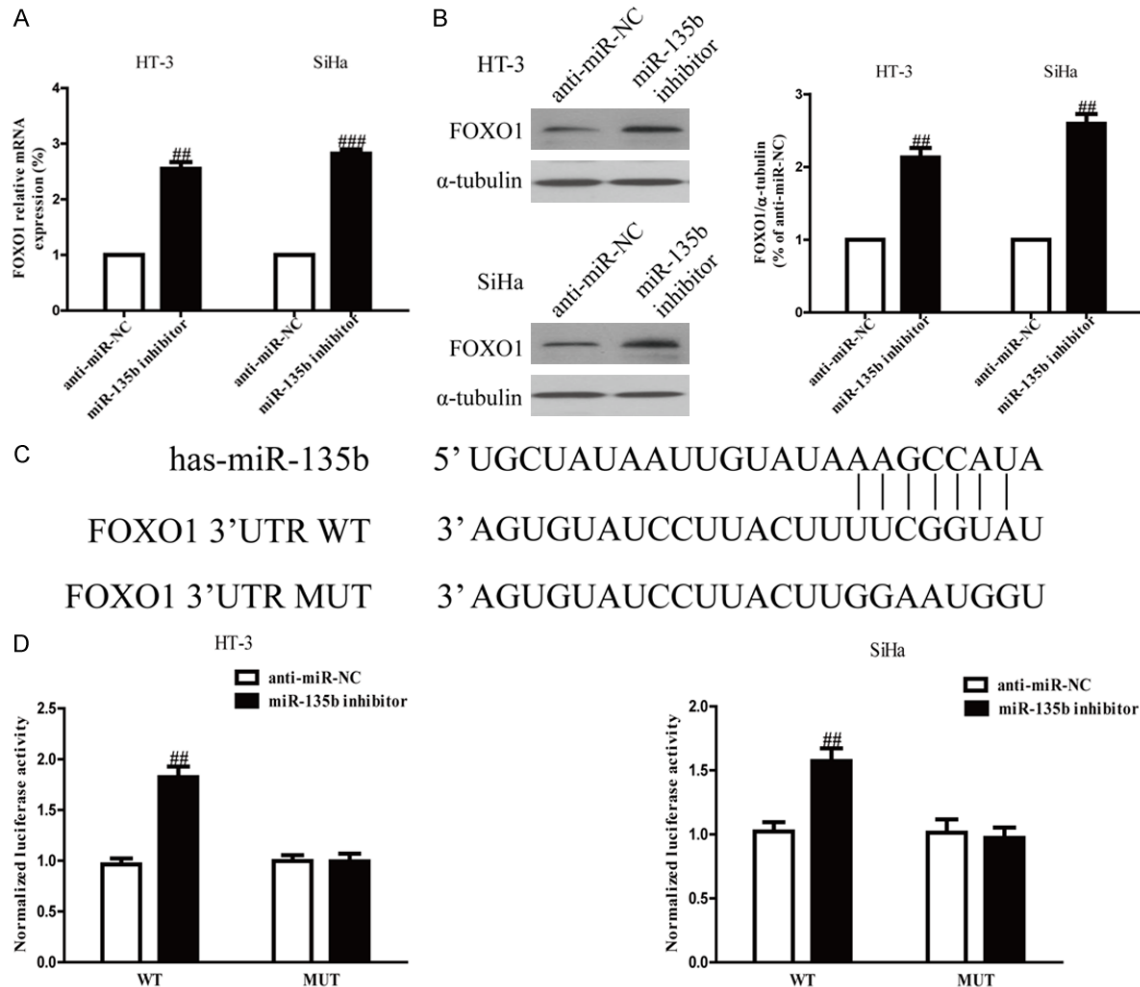 A
HT-3
SiHa
FOXO1 relative mRNA
expression (%)
4
3
2
1
0
##
###
anti-miR-NC
miR-135b inhibitor
anti-miR-NC
miR-135b inhibitor
B
HT-3
anti-miR-NC
miR-135b
inhibitor
FOXO1
α-tubulin
SiHa
anti-miR-NC
miR-135b
inhibitor
FOXO1
α-tubulin
HT-3
SiHa
FOXO1/α-tubulin
(% of anti-miR-NC)
3
2
1
0
##
##
anti-miR-NC
miR-135b inhibitor
anti-miR-NC
miR-135b inhibitor
C
has-miR-135b 5' UGCUAUAAUUGUAUAAAGCCAUA
FOXO1 3'UTR WT 3' AGUGUAUCCUUACUUUUCGGUAU
FOXO1 3'UTR MUT 3' AGUGUAUCCUUACUUGGAAUGGU
D
HT-3
anti-miR-NC
miR-135b inhibitor
Normalized luciferase activity
2.5
2.0
1.5
1.0
0.5
0.0
##
WT MUT
SiHa
anti-miR-NC
miR-135b inhibitor
Normalized luciferase activity
2.0
1.5
1.0
0.5
0.0
##
WT MUT